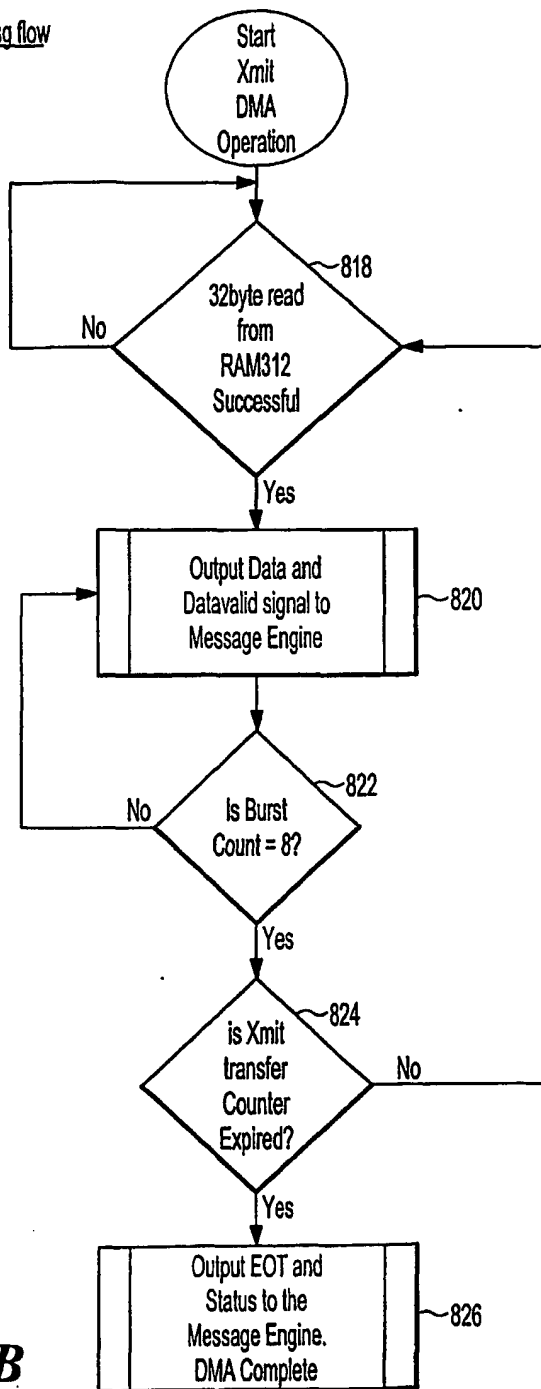 flow
Start
Xmit
DMA
Operation
818
32byte read
from
RAM312
Successful
No
Yes
Output Data and
Datavalid signal to
Message Engine
820
822
No
Is Burst
Count = 8?
Yes
824
is Xmit
transfer
Counter
Expired?
No
Yes
Output EOT and
Status to the
Message Engine.
DMA Complete
826
B